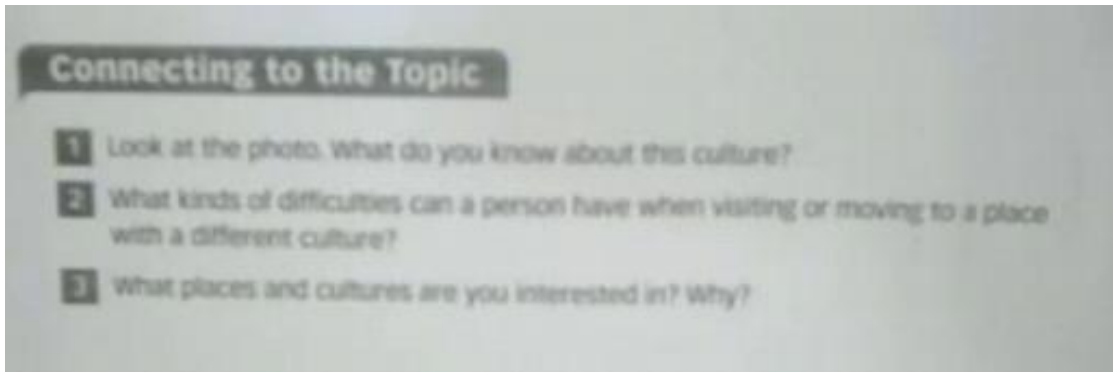 Connecting to the Topic
1 Look at the photo. What do you know about this culture?
2 What kinds of difficulties can a person have when visiting or moving to a place
with a different culture?
3 What places and cultures are you interested in? Why?